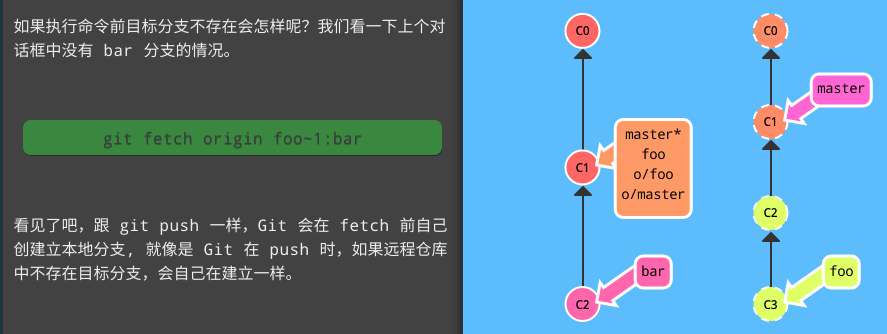 如果执行命令前目标分支不存在会怎样呢？我们看一下上个对
话框中没有 bar 分支的情况。
git fetch origin foo~1:bar
看见了吧，跟 git push 一样，Git 会在 fetch 前自己
创建立本地分支, 就像是 Git 在 push 时，如果远程仓库
中不存在目标分支，会自己在建立一样。
C0
C1
master*
foo
o/foo
o/master
C2
bar
C0
master
C1
C2
foo
C3